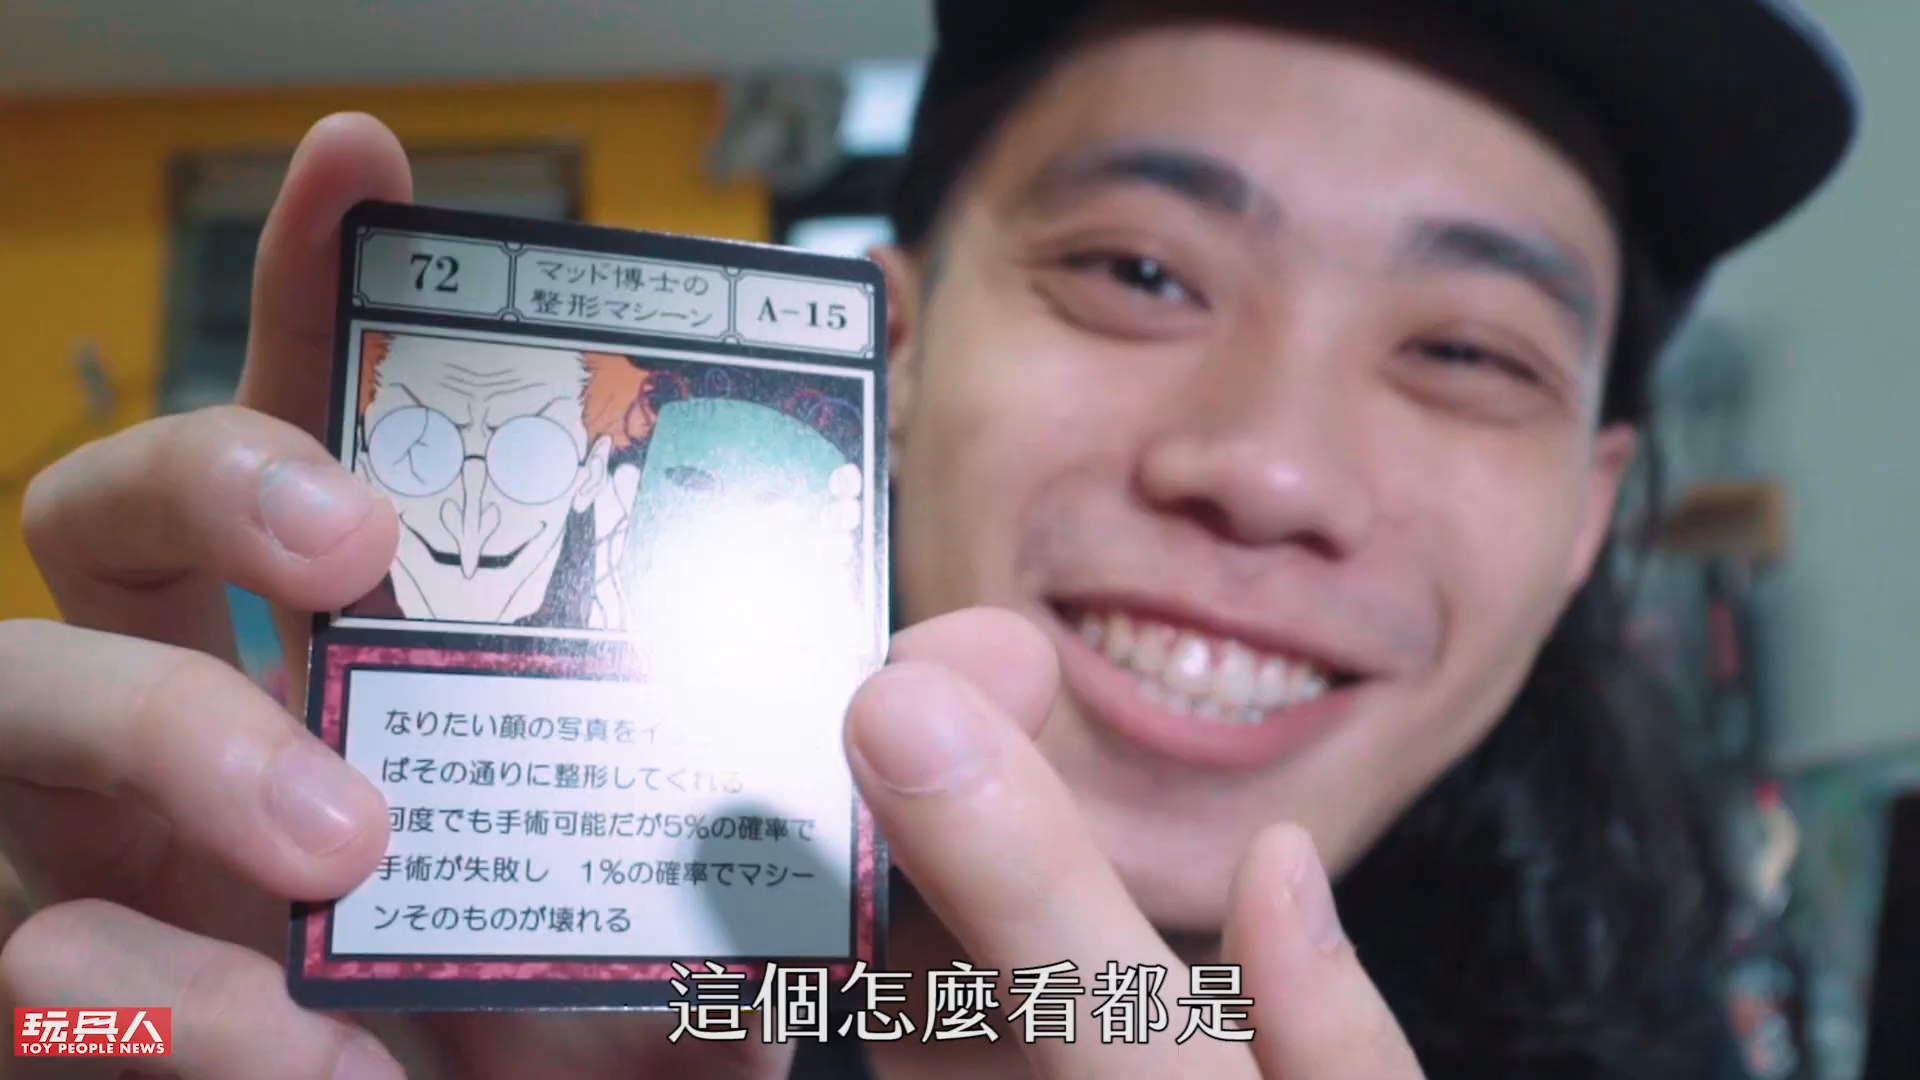 72
マッド博士の
整形マシーン
A-15
なりたい顔の写真を
ばその通りに整形してくれる
何度でも手術可能だが5%の確率で
手術が失敗し 1%の確率でマシー
ンそのものが壊れる
這個怎麼看都是
玩具人
TOY PEOPLE NEWS